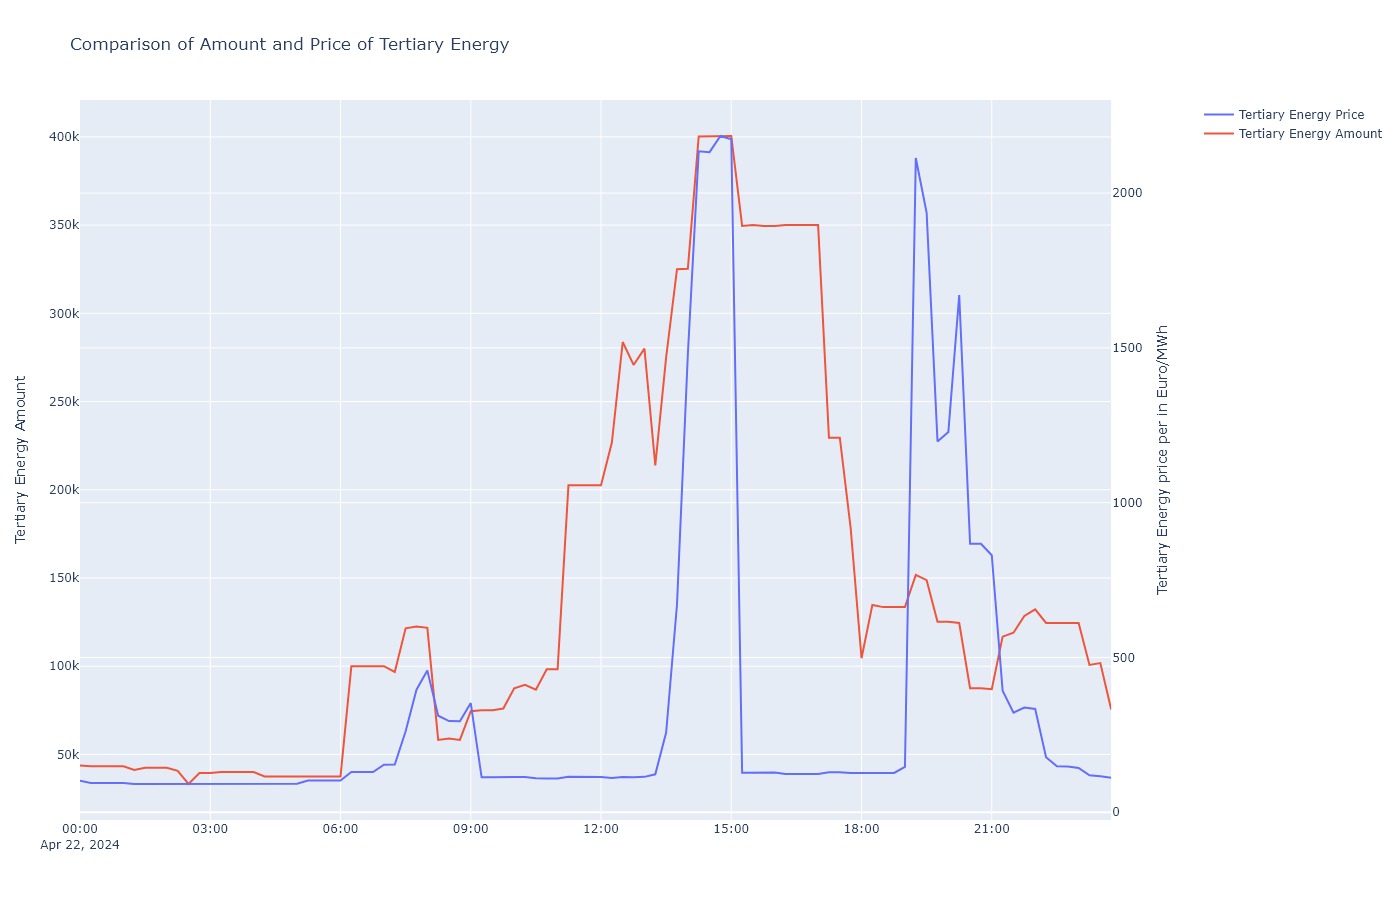 Comparison of Amount and Price of Tertiary Energy
Tertiary Energy Price
Tertiary Energy Amount
Tertiary Energy Amount
400k
350k
300k
250k
200k
150k
100k
50k
2000
1500
1000
500
0
Tertiary Energy price per in Euro/MWh
00:00 03:00 06:00 09:00 12:00 15:00 18:00 21:00
Apr 22, 2024